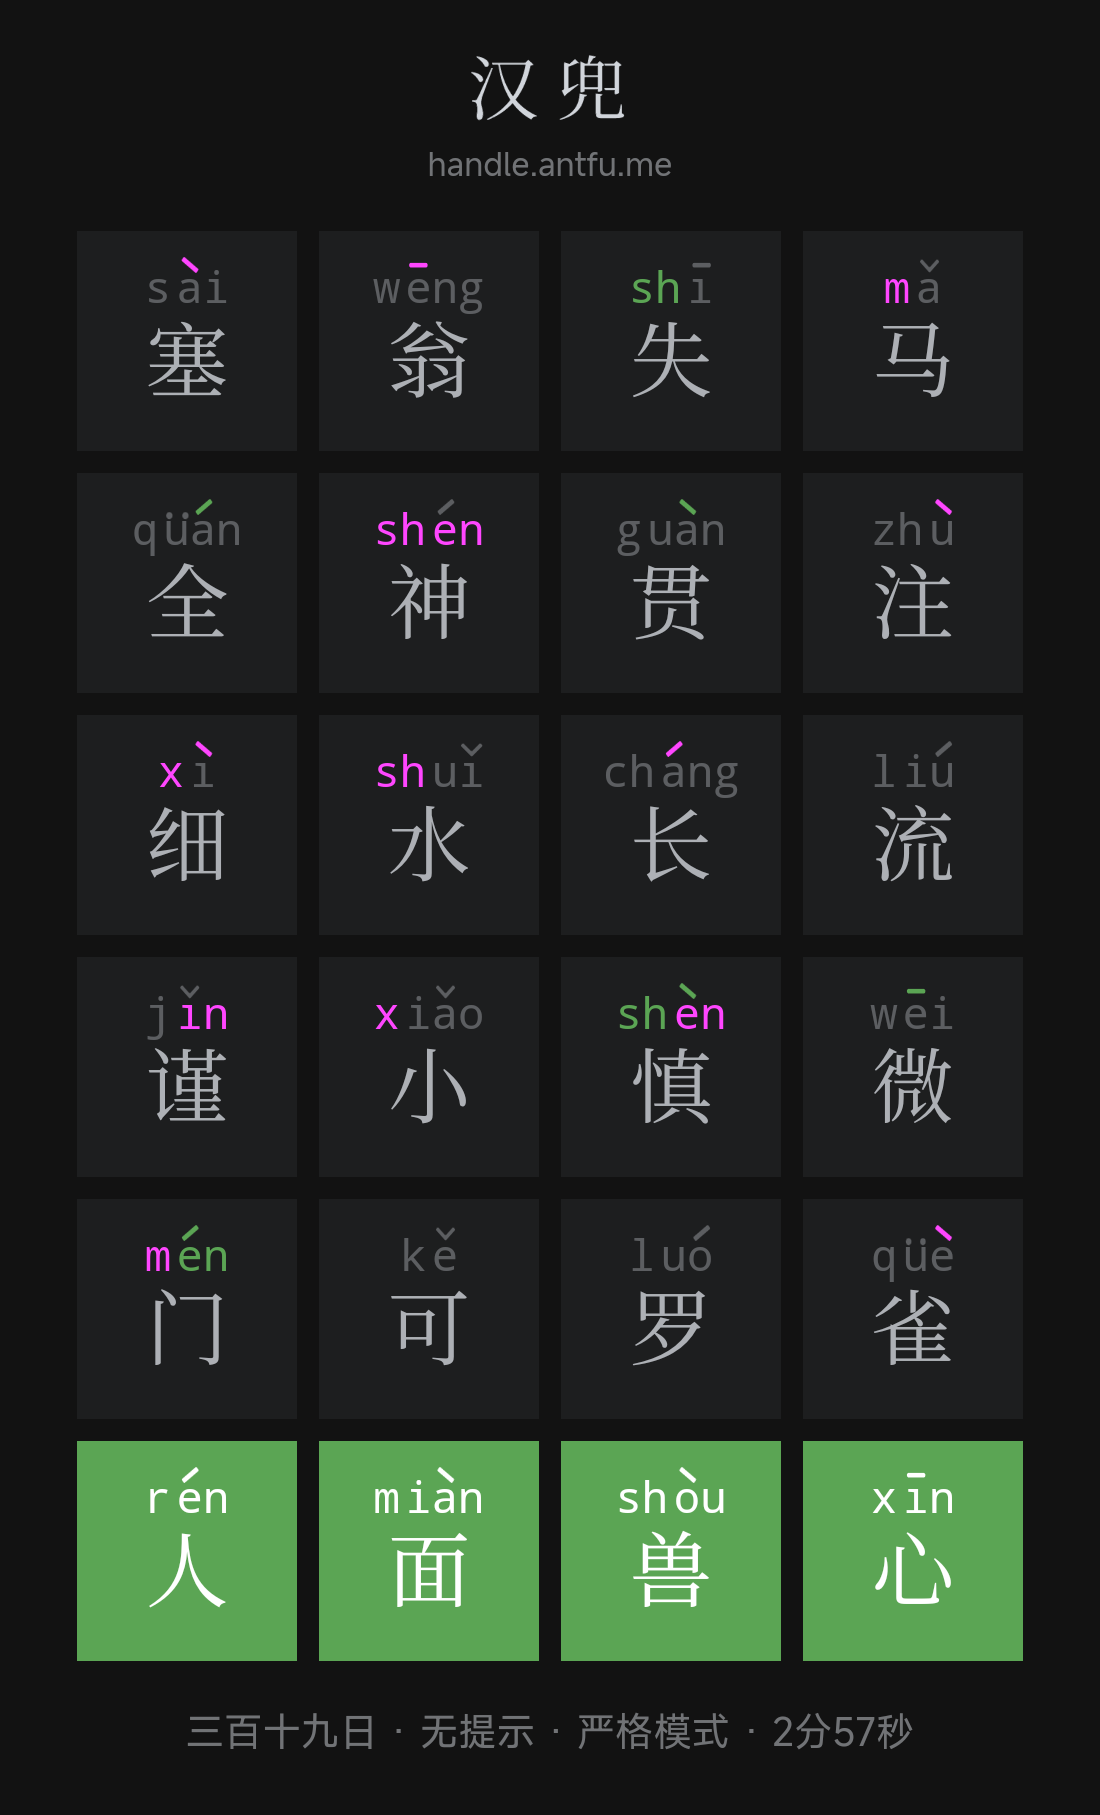 汉兜
handle.antfu.me
sài wēng shī mǎ
塞 翁 失 马
qüán shén guàn zhù
全 神 贯 注
xì shuǐ cháng liú
细 水 长 流
jǐn xiǎo shèn wēi
谨 小 慎 微
mén kě luó qüè
门 可 罗 雀
rén miàn shòu xīn
人 面 兽 心
三百十九日 · 无提示 · 严格模式 · 2分57秒